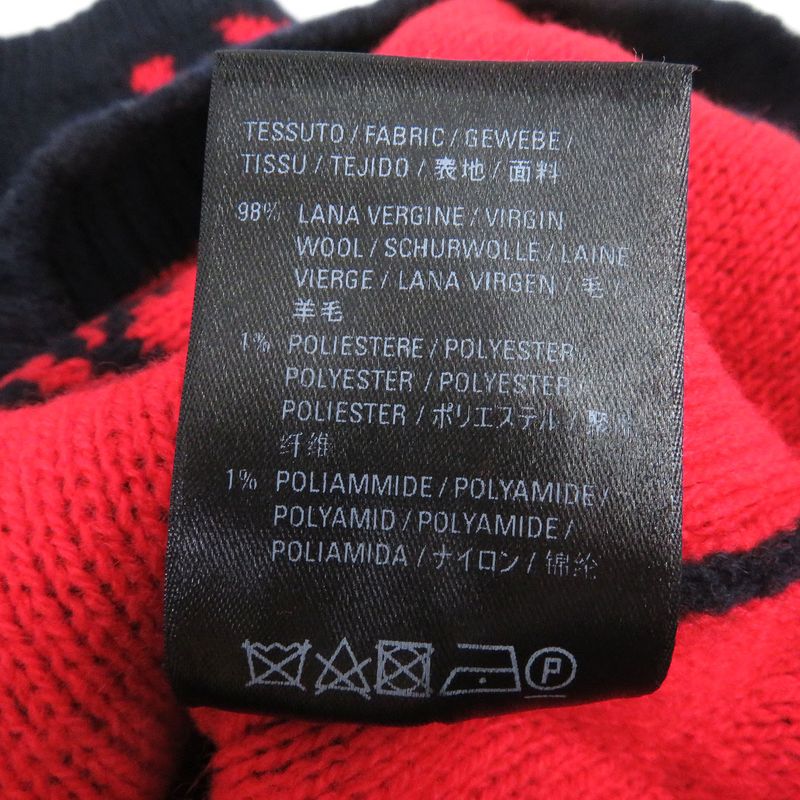 TESSUTO / FABRIC / GEWEBE /
TISSU / TEJIDO / 表地 / 面料
98% LANA VERGINE / VIRGIN
WOOL / SCHURWOLLE / LAINE
VIERGE / LANA VIRGEN / 毛 /
羊毛
1% POLIESTERE / POLYESTER /
POLYESTER / POLYESTER /
POLIESTER / ポリエステル /
纤维
1% POLIAMMIDE / POLYAMIDE /
POLYAMID / POLYAMIDE /
POLIAMIDA / ナイロン / 锦纶
P